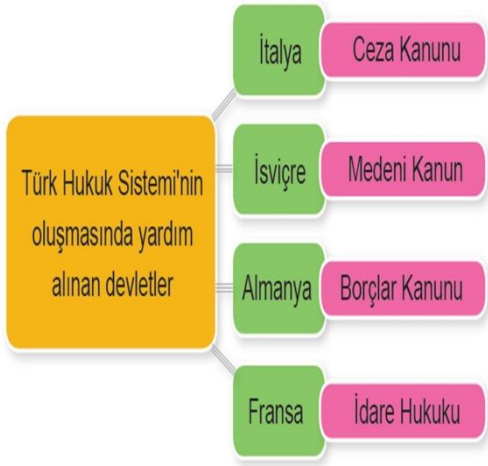 Türk Hukuk Sistemi'nin
oluşmasında yardım
alınan devletler
İtalya
Ceza Kanunu
İsviçre
Medeni Kanun
Almanya
Borçlar Kanunu
Fransa
İdare Hukuku